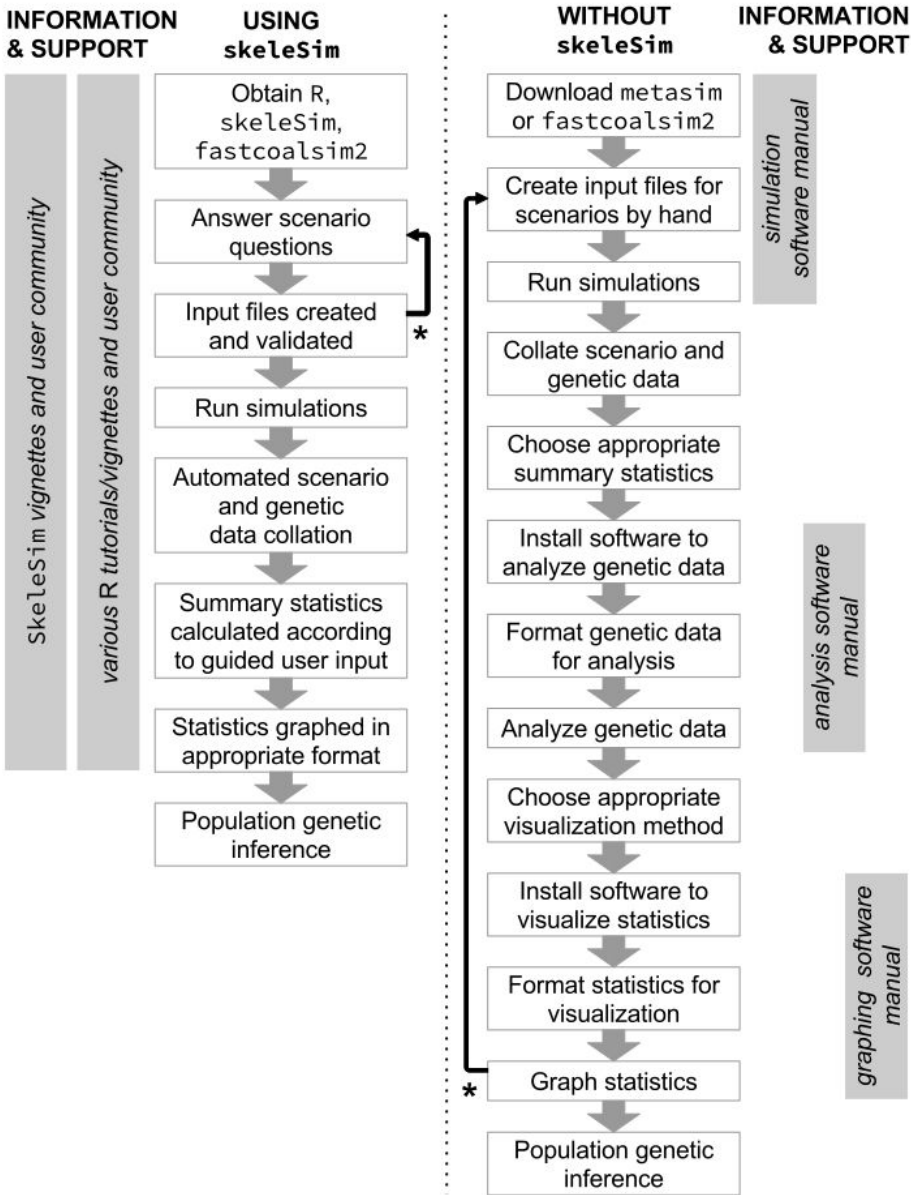 INFORMATION
& SUPPORT
USING
skeleSim
SkeleSim vignettes and user community
various R tutorials/vignettes and user community
Obtain R,
skeleSim,
fastcoalsim2
Answer scenario
questions
Input files created
and validated
*
Run simulations
Automated scenario
and genetic
data collation
Summary statistics
calculated according
to guided user input
Statistics graphed in
appropriate format
Population genetic
inference
WITHOUT
skeleSim
INFORMATION
& SUPPORT
Download metasim
or fastcoalsim2
Create input files for
scenarios by hand
Run simulations
simulation
software manual
Collate scenario and
genetic data
Choose appropriate
summary statistics
Install software to
analyze genetic data
Format genetic data
for analysis
Analyze genetic data
analysis software
manual
Choose appropriate
visualization method
Install software to
visualize statistics
Format statistics for
visualization
Graph statistics
*
graphing software
manual
Population genetic
inference